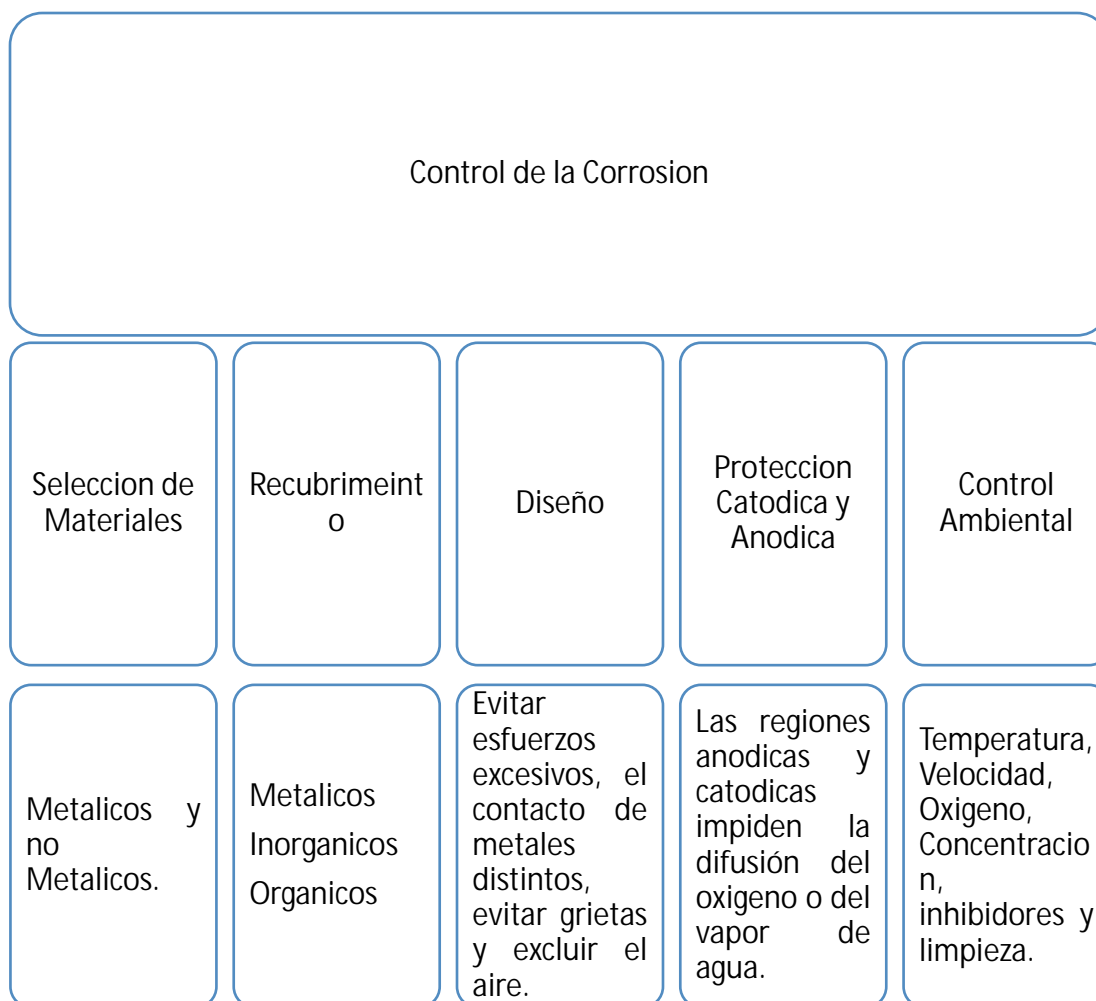 Control de la Corrosion
Seleccion de
Materiales
Recubrimeint
o
Diseño
Proteccion
Catodica y
Anodica
Control
Ambiental
Metalicos y
no
Metalicos.
Metalicos
Inorganicos
Organicos
Evitar
esfuerzos
excesivos, el
contacto de
metales
distintos,
evitar grietas
y excluir el
aire.
Las regiones
anodicas y
catodicas
impiden la
difusión del
oxigeno o del
vapor de
agua.
Temperatura,
Velocidad,
Oxigeno,
Concentracio
n,
inhibidores y
limpieza.